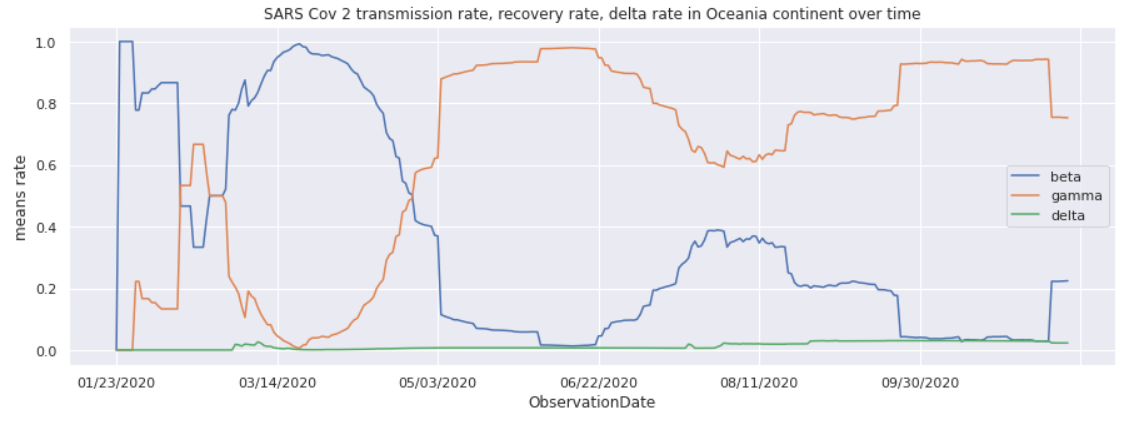 SARS Cov 2 transmission rate, recovery rate, delta rate in Oceania continent over time
means rate
1.0
0.8
0.6
0.4
0.2
0.0
beta
gamma
delta
01/23/2020 03/14/2020 05/03/2020 06/22/2020 08/11/2020 09/30/2020
ObservationDate